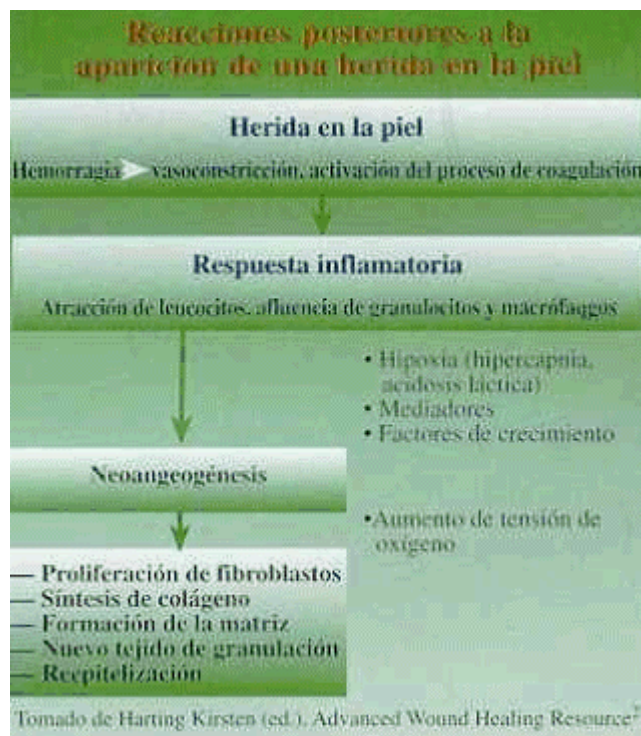 Reacciones posteriores a la
aparición de una herida en la piel
Herida en la piel
Hemorragia vasoconstricción, activación del proceso de coagulación
Respuesta inflamatoria
Atracción de leucocitos, afluencia de granulocitos y macrófagos
• Hipoxia (hipercapnia,
acidosis láctica)
• Mediadores
• Factores de crecimiento
Neoangeogénesis
• Aumento de tensión de
oxígeno
— Proliferación de fibroblastos
— Síntesis de colágeno
— Formación de la matriz
— Nuevo tejido de granulación
— Reepitelización
Tomado de Harting Kirsten (ed.), Advanced Wound Healing Resource